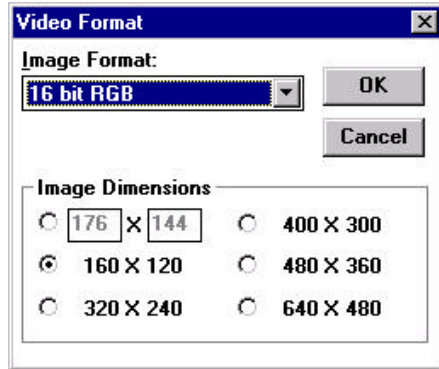 Video Format
Image Format:
16 bit RGB
OK
Cancel
Image Dimensions
176 X 144
400 X 300
160 X 120
480 X 360
320 X 240
640 X 480